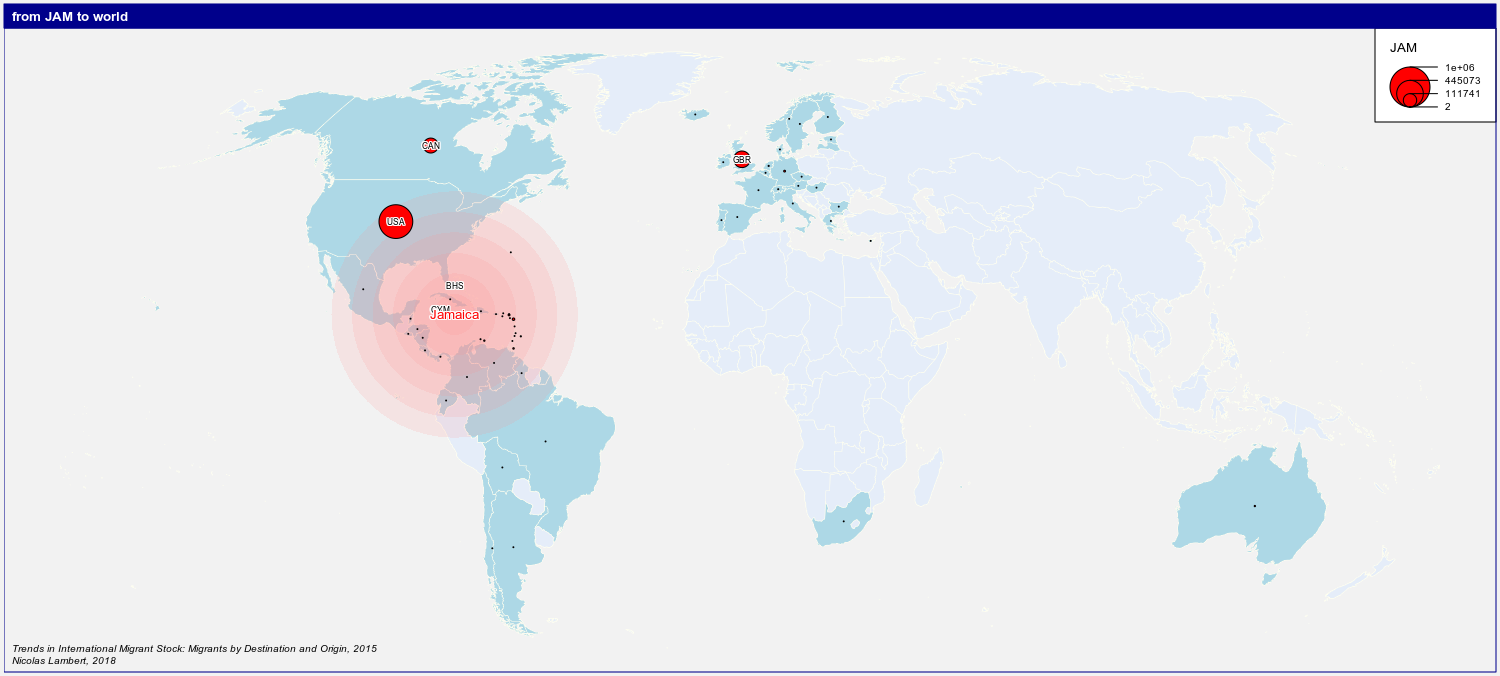 from JAM to world
JAM
1e+06
445073
111741
2
CAN
GBR
USA
BHS
CYM
Jamaica
Trends in International Migrant Stock: Migrants by Destination and Origin, 2015
Nicolas Lambert, 2018